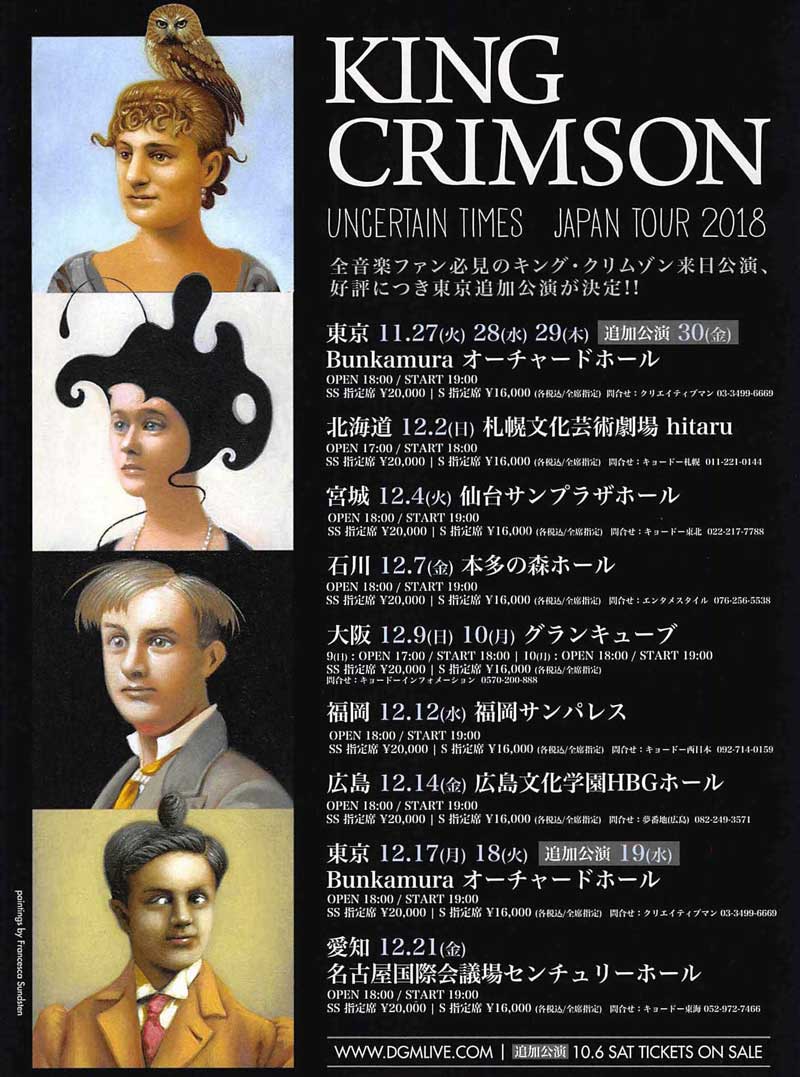 KING
CRIMSON
UNCERTAIN TIMES JAPAN TOUR 2018
全音楽ファン必見のキング・クリムゾン来日公演、
好評につき東京追加公演が決定!!
東京 11.27(火) 28(水) 29(木) 追加公演 30(金)
Bunkamura オーチャードホール
OPEN 18:00 / START 19:00
SS 指定席 ¥20,000 | S 指定席 ¥16,000 (各税込/全席指定) 問合せ:クリエイティブマン 03-3499-6669
北海道 12.2(日) 札幌文化芸術劇場 hitaru
OPEN 17:00 / START 18:00
SS 指定席 ¥20,000 | S 指定席 ¥16,000 (各税込/全席指定) 問合せ:キョードー札幌 011-221-0144
宮城 12.4(火) 仙台サンプラザホール
OPEN 18:00 / START 19:00
SS 指定席 ¥20,000 | S 指定席 ¥16,000 (各税込/全席指定) 問合せ:キョードー東北 022-217-7788
石川 12.7(金) 本多の森ホール
OPEN 18:00 / START 19:00
SS 指定席 ¥20,000 | S 指定席 ¥16,000 (各税込/全席指定) 問合せ:エンタメスタイル 076-256-5538
大阪 12.9(日) 10(月) グランキューブ
9(日) : OPEN 17:00 / START 18:00 | 10(月) : OPEN 18:00 / START 19:00
SS 指定席 ¥20,000 | S 指定席 ¥16,000 (各税込/全席指定)
問合せ:キョードーインフォメーション 0570-200-888
福岡 12.12(水) 福岡サンパレス
OPEN 18:00 / START 19:00
SS 指定席 ¥20,000 | S 指定席 ¥16,000 (各税込/全席指定) 問合せ:キョードー西日本 092-714-0159
広島 12.14(金) 広島文化学園HBGホール
OPEN 18:00 / START 19:00
SS 指定席 ¥20,000 | S 指定席 ¥16,000 (各税込/全席指定) 問合せ:夢番地(広島) 082-249-3571
東京 12.17(月) 18(火) 追加公演 19(水)
Bunkamura オーチャードホール
OPEN 18:00 / START 19:00
SS 指定席 ¥20,000 | S 指定席 ¥16,000 (各税込/全席指定) 問合せ:クリエイティブマン 03-3499-6669
愛知 12.21(金)
名古屋国際会議場センチュリーホール
OPEN 18:00 / START 19:00
SS 指定席 ¥20,000 | S 指定席 ¥16,000 (各税込/全席指定) 問合せ:キョードー東海 052-972-7466
WWW.DGMLIVE.COM | 追加公演 10.6 SAT TICKETS ON SALE
paintings by Francesca Sundsten